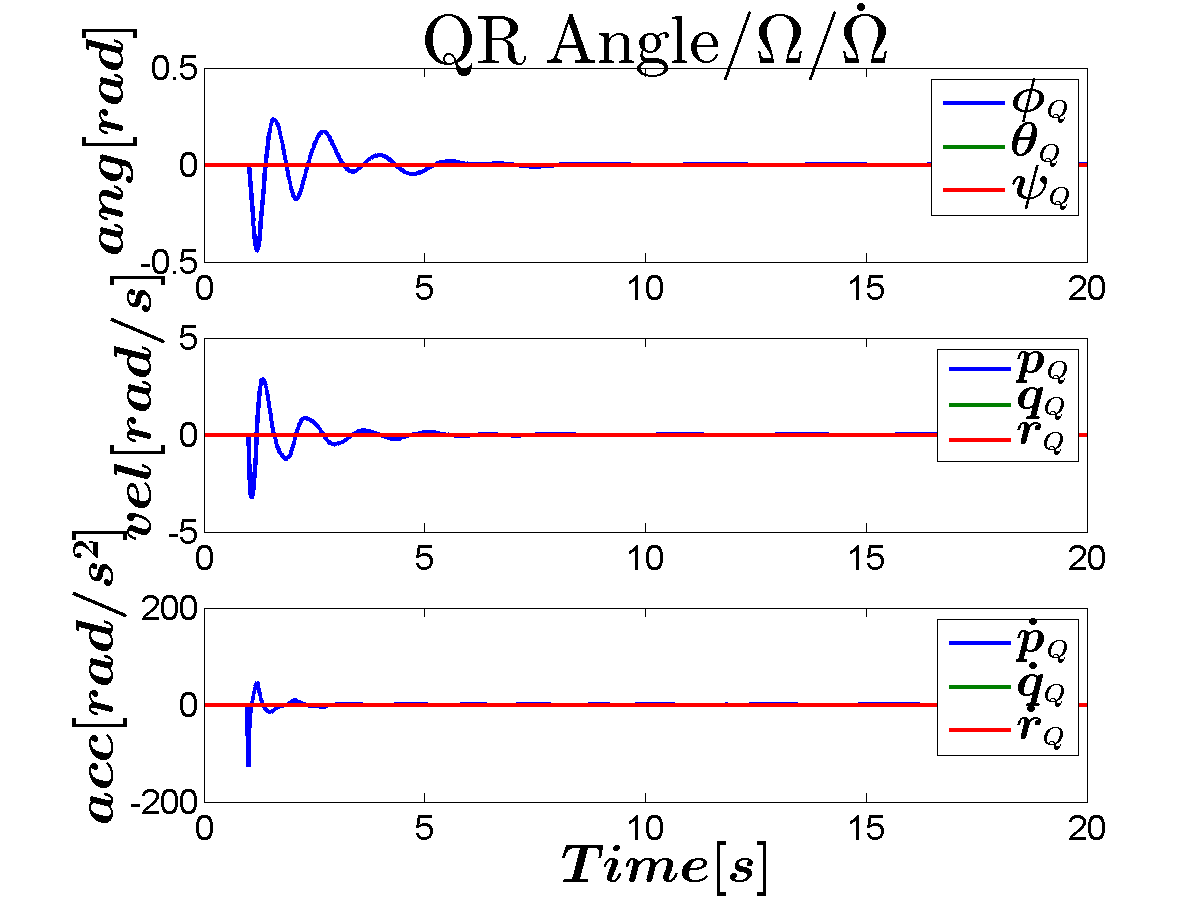 QR Angle/Ω/Ω̇
ang[rad]
0.5
0
-0.5
0 5 10 15 20
ϕQ
θQ
ψQ
vel[rad/s]
5
0
-5
0 5 10 15 20
pQ
qQ
rQ
acc[rad/s²]
200
0
-200
0 5 10 15 20
ṗQ
q̇Q
ṙQ
Time[s]